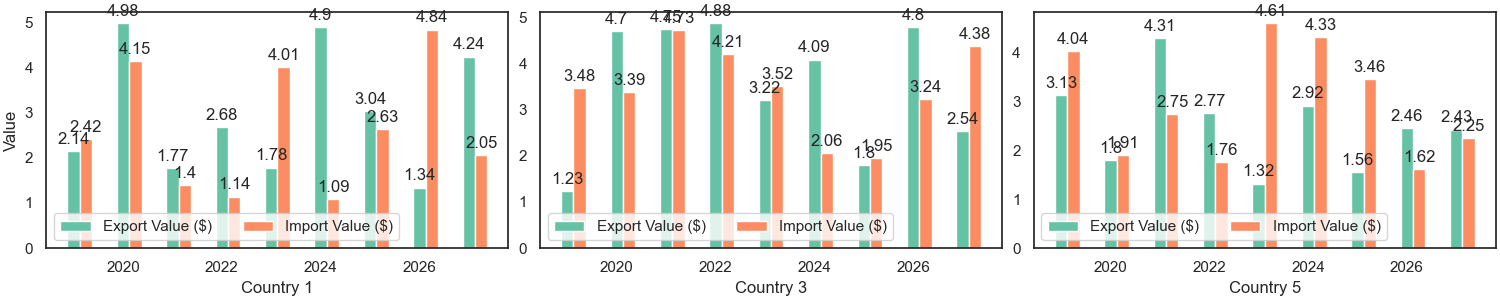 Value
0 1 2 3 4 5
2.14 2.42 4.98 4.15 1.77 1.4 2.68 1.14 1.78 4.01 4.9 1.09 3.04 2.63 1.34 4.84 4.24 2.05
Export Value ($) Import Value ($)
2020 2022 2024 2026
Country 1
0 1 2 3 4 5
1.23 3.48 4.7 3.39 4.75 4.73 4.88 4.21 3.22 3.52 4.09 2.06 1.8 1.95 4.8 3.24 2.54 4.38
Export Value ($) Import Value ($)
2020 2022 2024 2026
Country 3
0 1 2 3 4
3.13 4.04 1.8 1.91 4.31 2.75 2.77 1.76 1.32 4.61 2.92 4.33 1.56 3.46 2.46 1.62 2.43 2.25
Export Value ($) Import Value ($)
2020 2022 2024 2026
Country 5